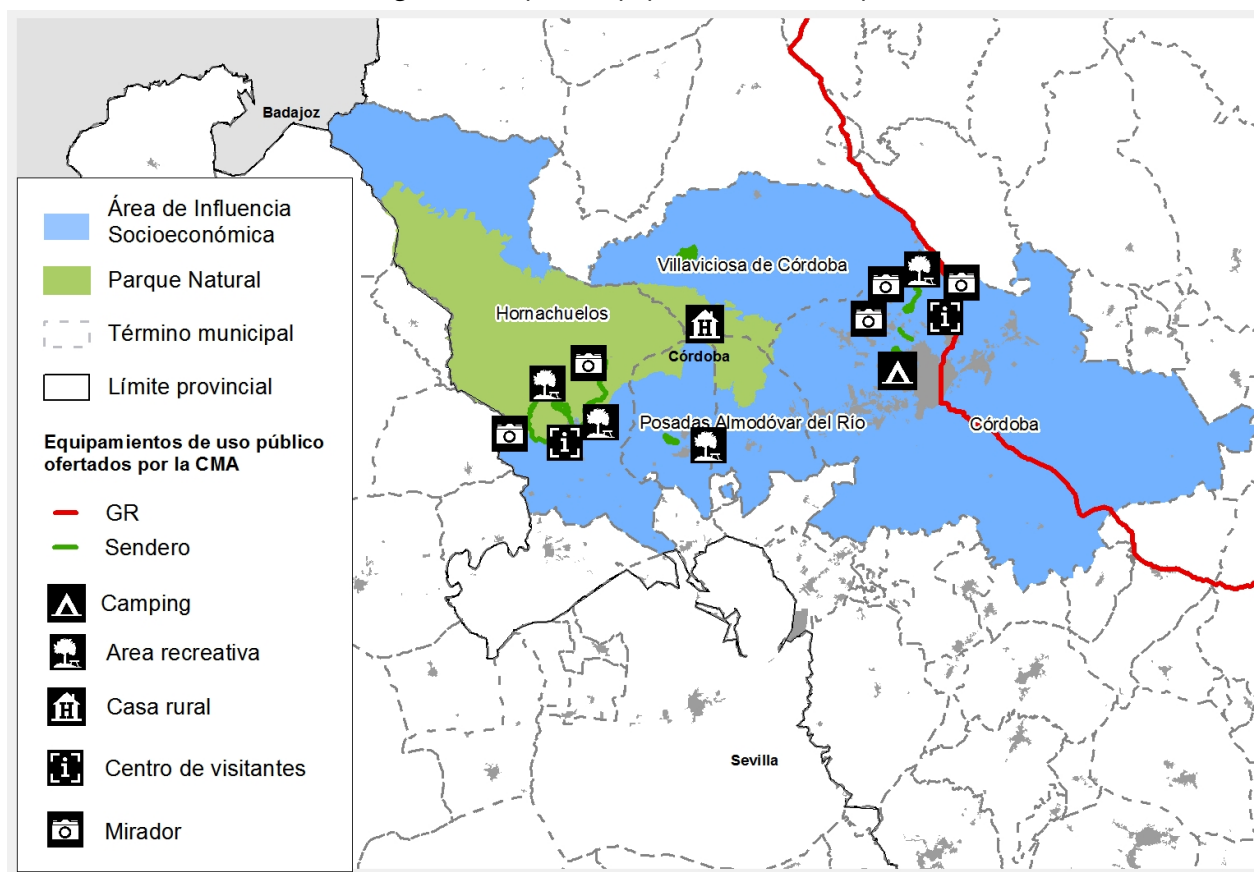 Badajoz
Área de Influencia
Socioeconómica
Parque Natural
Término municipal
Límite provincial
Equipamientos de uso público
ofertados por la CMA
GR
Sendero
Camping
Area recreativa
Casa rural
Centro de visitantes
Mirador
Villaviciosa de Córdoba
Hornachuelos
Córdoba
Posadas Almodóvar del Río
Córdoba
Sevilla